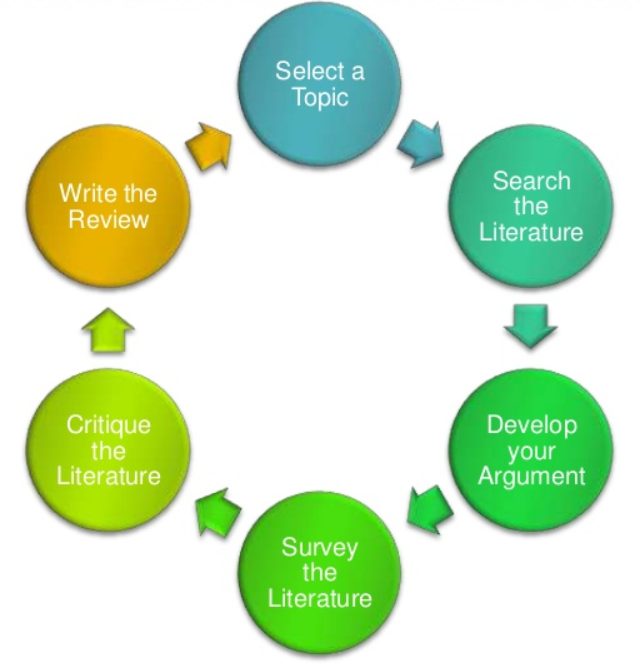 Select a
Topic
Search
the
Literature
Develop
your
Argument
Survey
the
Literature
Critique
the
Literature
Write the
Review